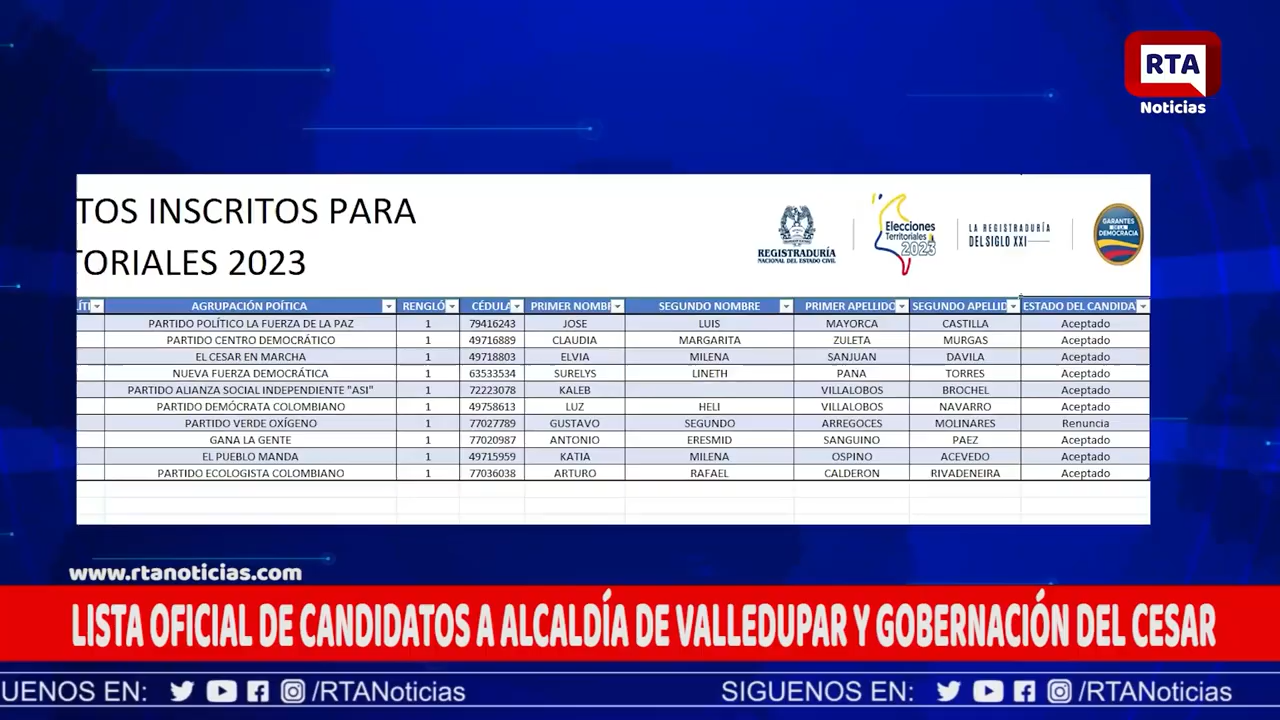 RTA
Noticias
TOS INSCRITOS PARA
TORIALES 2023
REGISTRADURÍA
NACIONAL DEL ESTADO CIVIL
Elecciones
Territoriales
2023
LA REGISTRADURÍA
DEL SIGLO XXI
GARANTES
DE LA
DEMOCRACIA
AGRUPACIÓN POÍTICA RENGLÓ CÉDULA PRIMER NOMBR SEGUNDO NOMBRE PRIMER APELLIDO SEGUNDO APELLID ESTADO DEL CANDIDA
PARTIDO POLÍTICO LA FUERZA DE LA PAZ 1 79416243 JOSE LUIS MAYORCA CASTILLA Aceptado
PARTIDO CENTRO DEMOCRÁTICO 1 49716889 CLAUDIA MARGARITA ZULETA MURGAS Aceptado
EL CESAR EN MARCHA 1 49718803 ELVIA MILENA SANJUAN DAVILA Aceptado
NUEVA FUERZA DEMOCRÁTICA 1 63533534 SURELYS LINETH PANA TORRES Aceptado
PARTIDO ALIANZA SOCIAL INDEPENDIENTE "ASI" 1 72223078 KALEB VILLALOBOS BROCHEL Aceptado
PARTIDO DEMÓCRATA COLOMBIANO 1 49758613 LUZ HELI VILLALOBOS NAVARRO Aceptado
PARTIDO VERDE OXÍGENO 1 77027789 GUSTAVO SEGUNDO ARREGOCES MOLINARES Renuncia
GANA LA GENTE 1 77020987 ANTONIO ERESMID SANGUINO PAEZ Aceptado
EL PUEBLO MANDA 1 49715959 KATIA MILENA OSPINO ACEVEDO Aceptado
PARTIDO ECOLOGISTA COLOMBIANO 1 77036038 ARTURO RAFAEL CALDERON RIVADENEIRA Aceptado
www.rtanoticias.com
LISTA OFICIAL DE CANDIDATOS A ALCALDÍA DE VALLEDUPAR Y GOBERNACIÓN DEL CESAR
GUENOS EN: /RTANoticias SIGUENOS EN: /RTANoticias